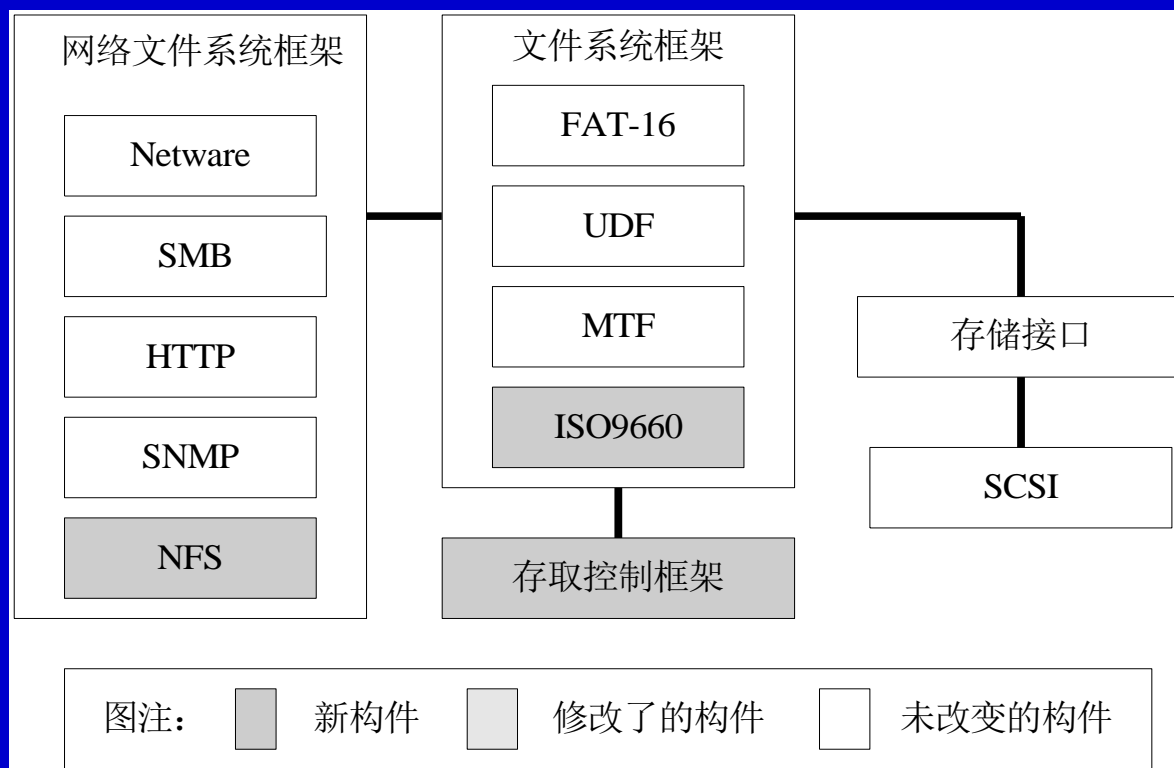 网络文件系统框架
Netware
SMB
HTTP
SNMP
NFS
文件系统框架
FAT-16
UDF
MTF
ISO9660
存取控制框架
存储接口
SCSI
图注： 新构件 修改了的构件 未改变的构件